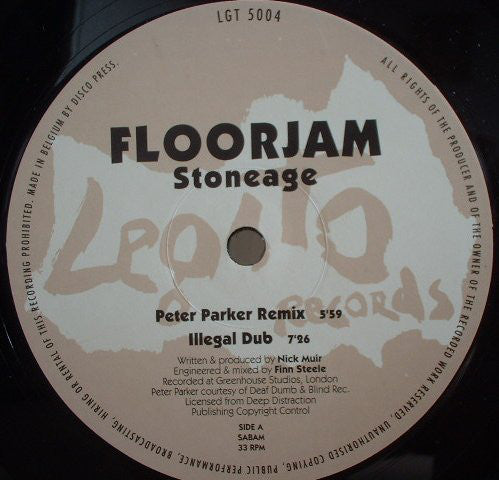 LGT 5004
ALL RIGHTS OF THE PRODUCER AND OF THE OWNER OF THE RECORDED WORK RESERVED. UNAUTHORISED COPYING, PUBLIC PERFORMANCE, BROADCASTING, HIRING OR RENTAL OF THIS RECORDING PROHIBITED. MADE IN BELGIUM BY DISCO PRESS.
FLOORJAM
Stoneage
records
Peter Parker Remix 5'59
Illegal Dub 7'26
Written & produced by Nick Muir
Engineered & mixed by Finn Steele
Recorded at Greenhouse Studios, London
Peter Parker courtesy of Deaf Dumb & Blind Rec.
Licensed from Deep Distraction
Publishing Copyright Control
SIDE A
SABAM
33 RPM